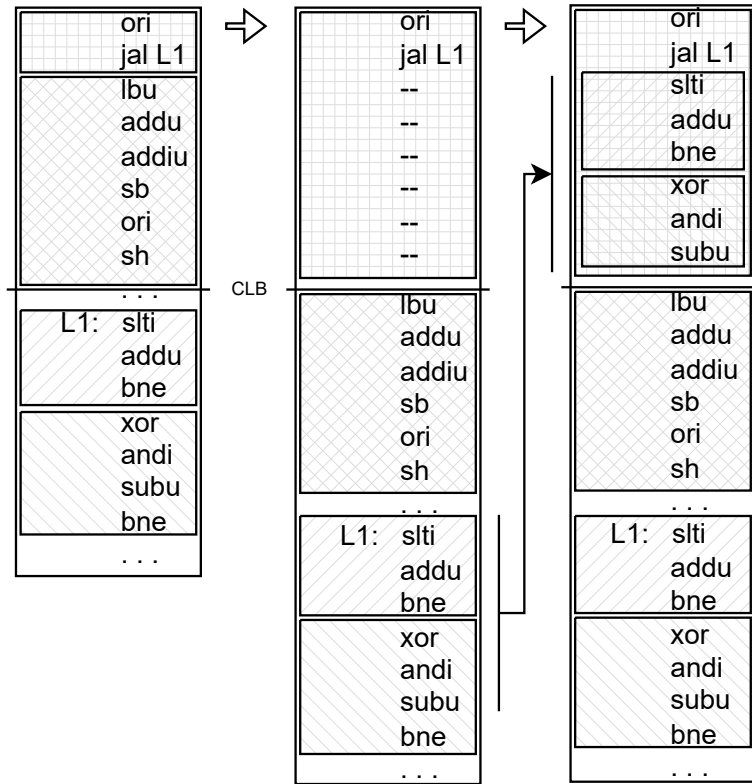 ori
jal L1
lbu
addu
addiu
sb
ori
sh
. . .
L1: slti
addu
bne
xor
andi
subu
bne
. . .
CLB
ori
jal L1
--
--
--
--
--
--
lbu
addu
addiu
sb
ori
sh
. . .
L1: slti
addu
bne
xor
andi
subu
bne
. . .
ori
jal L1
slti
addu
bne
xor
andi
subu
lbu
addu
addiu
sb
ori
sh
. . .
L1: slti
addu
bne
xor
andi
subu
bne
. . .